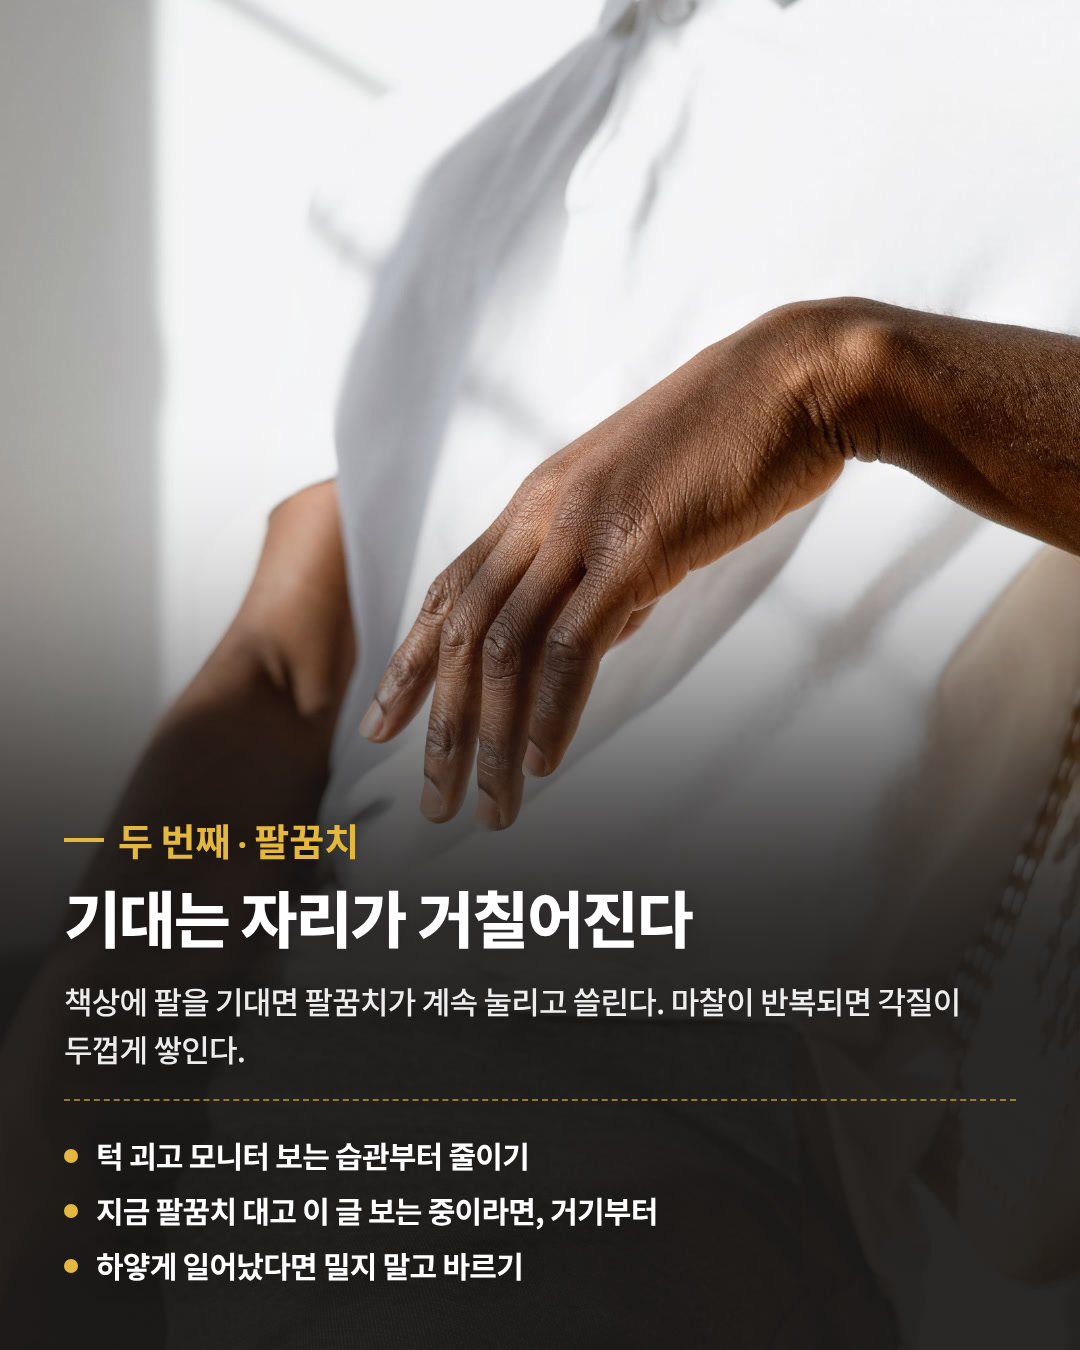 두 번째 · 팔꿈치
기대는 자리가 거칠어진다
책상에 팔을 기대면 팔꿈치가 계속 눌리고 쓸린다. 마찰이 반복되면 각질이
두껍게 쌓인다.
턱 괴고 모니터 보는 습관부터 줄이기
지금 팔꿈치 대고 이 글 보는 중이라면, 거기부터
하얗게 일어났다면 밀지 말고 바르기